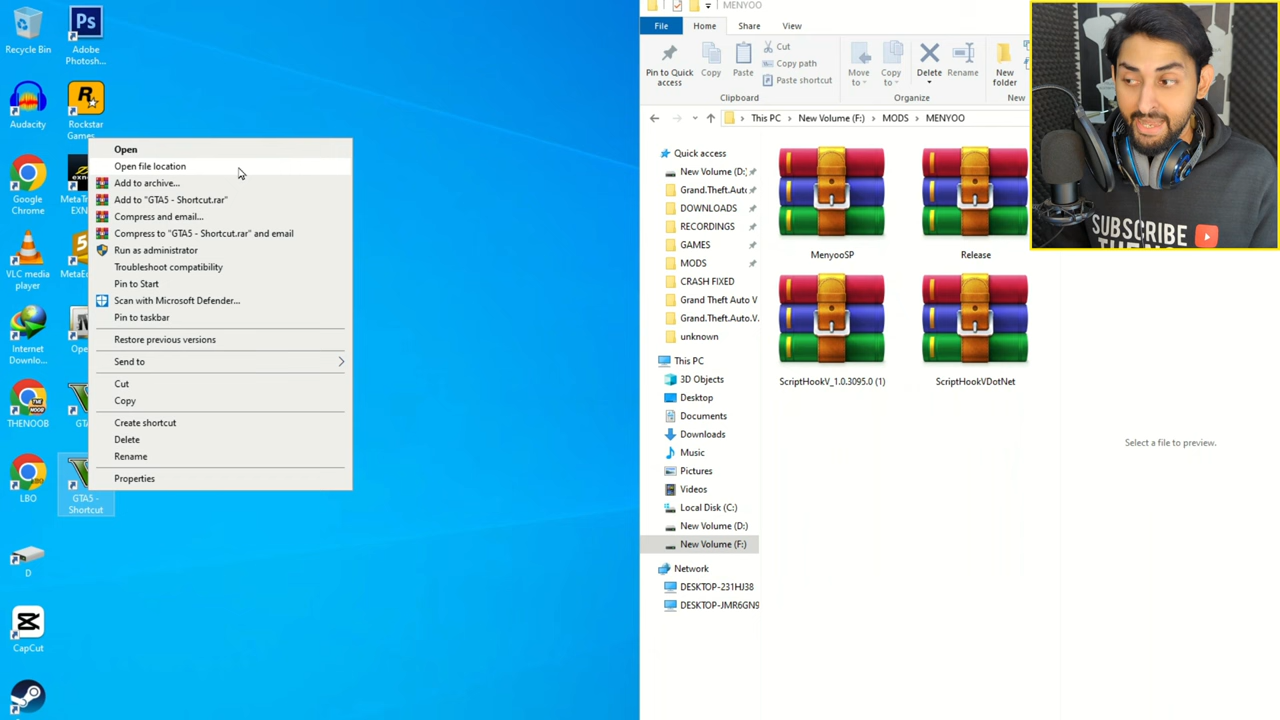 Recycle Bin
Adobe
Photosh...
Audacity
Rockstar
Games
Google
Chrome
MetaTr
EXN
VLC media
player
MetaE
Internet
Downlo...
Ope
THENOOB
GTA
LBO
GTA5 -
Shortcut
D
CapCut
Open
Open file location
Add to archive...
Add to "GTA5 - Shortcut.rar"
Compress and email...
Compress to "GTA5 - Shortcut.rar" and email
Run as administrator
Troubleshoot compatibility
Pin to Start
Scan with Microsoft Defender...
Pin to taskbar
Restore previous versions
Send to
Cut
Copy
Create shortcut
Delete
Rename
Properties
MENYOO
File
Home
Share
View
Pin to Quick
access
Copy
Paste
Cut
Copy path
Paste shortcut
Move
to
Copy
to
Delete
Rename
New
folder
Clipboard
Organize
New
This PC > New Volume (F:) > MODS > MENYOO
Quick access
New Volume (D:)
Grand.Theft.Auto
DOWNLOADS
RECORDINGS
GAMES
MODS
CRASH FIXED
Grand Theft Auto V
Grand.Theft.Auto.V.
unknown
This PC
3D Objects
Desktop
Documents
Downloads
Music
Pictures
Videos
Local Disk (C:)
New Volume (D:)
New Volume (F:)
Network
DESKTOP-231HJ38
DESKTOP-JMR6GN9
MenyooSP
Release
ScriptHookV_1.0.3095.0 (1)
ScriptHookVDotNet
Select a file to preview.
SUBSCRIBE
THENOO